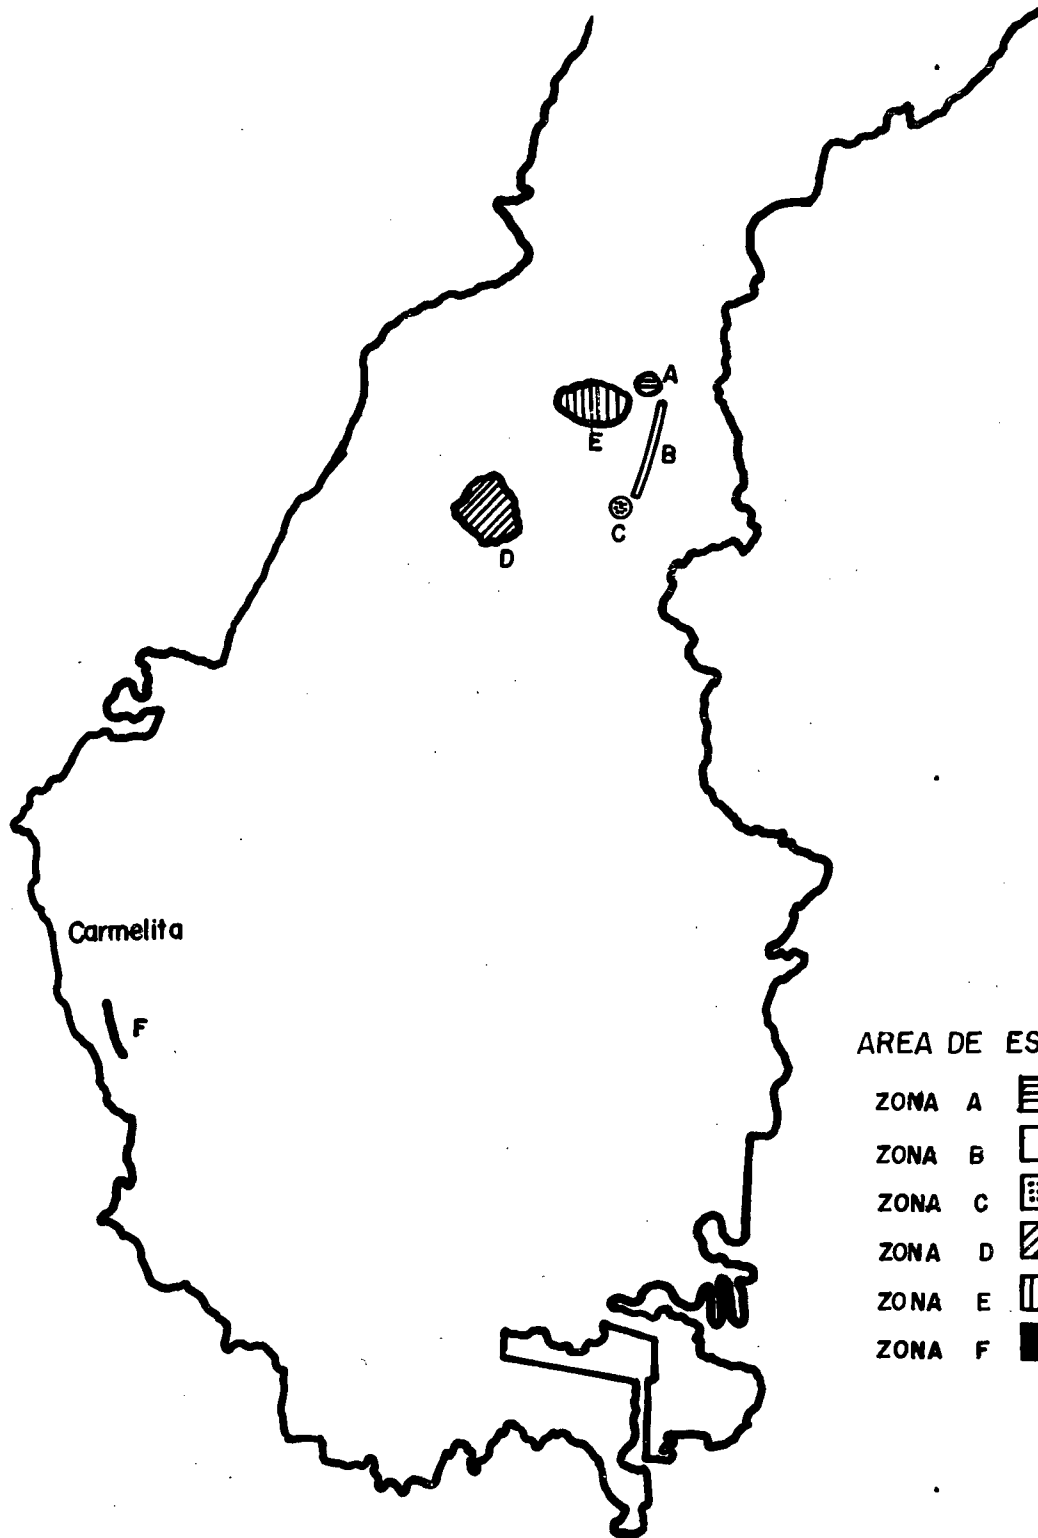 A
E
B
C
D
Carmelita
F
AREA DE ES
ZONA A
ZONA B
ZONA C
ZONA D
ZONA E
ZONA F